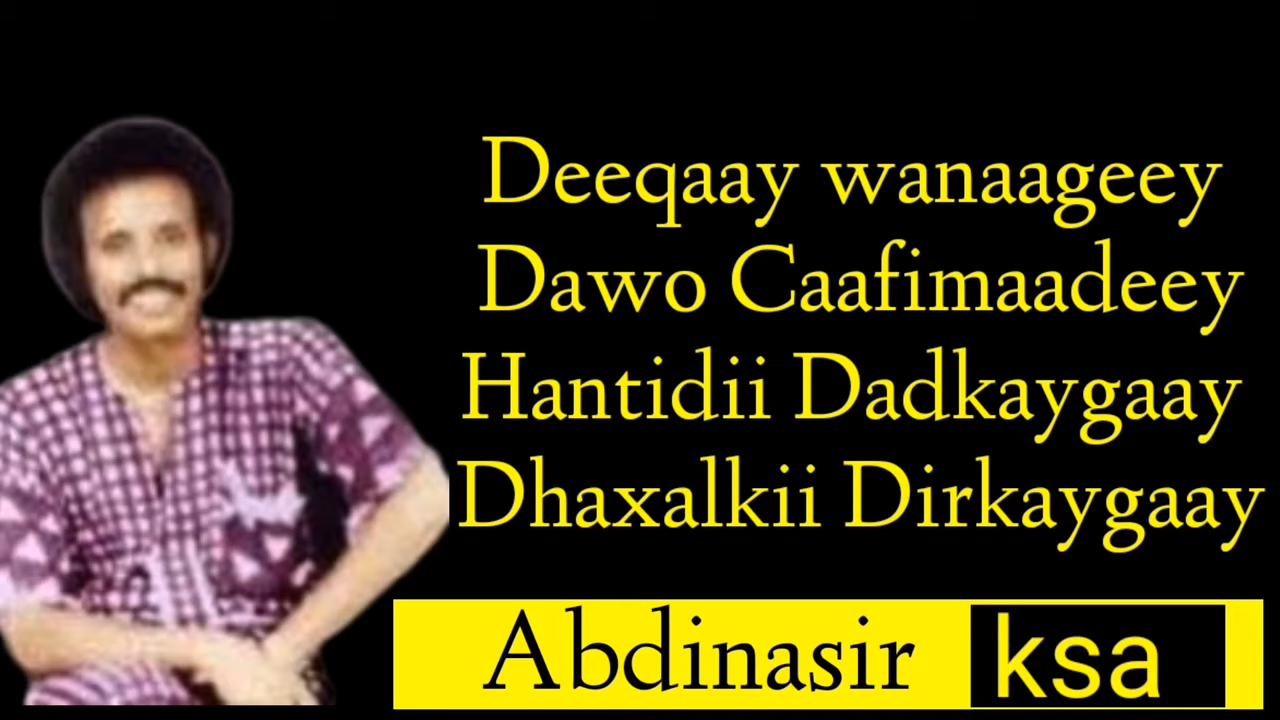 Deeqaay wanaageey
Dawo Caafimaadeey
Hantidii Dadkaygaay
Dhaxalkii Dirkaygaay
Abdinasir ksa